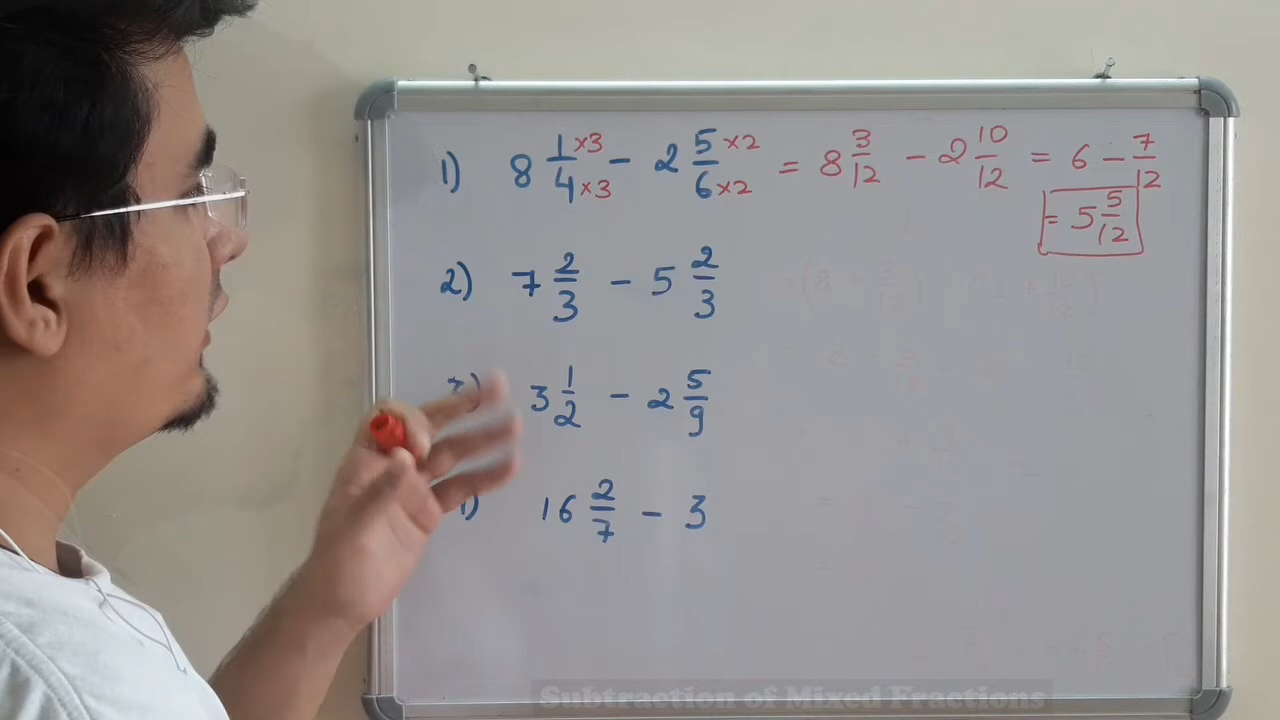 1) 8 1/4 ×3 ×3 − 2 5/6 ×2 ×2 = 8 3/12 − 2 10/12 = 6 − 7/12
= 5 5/12
2) 7 2/3 − 5 2/3
3 1/2 − 2 5/9
16 2/7 − 3
Subtraction of Mixed Fractions